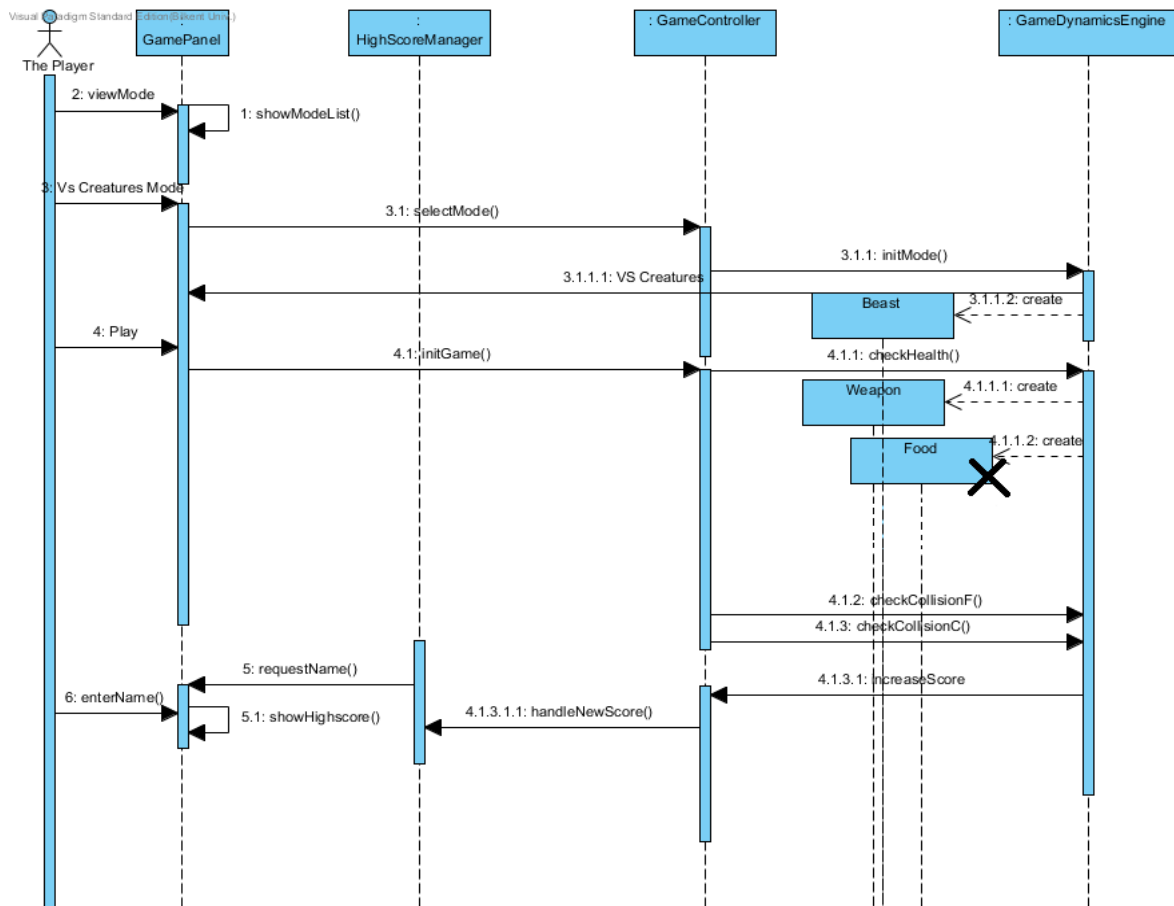 Visual Paradigm Standard Edition(Bilkent Univ.)
:
GamePanel
:
HighScoreManager
: GameController
: GameDynamicsEngine
The Player
2: viewMode
1: showModeList()
3: Vs Creatures Mode
3.1: selectMode()
3.1.1: initMode()
3.1.1.1: VS Creatures
Beast
3.1.1.2: create
4: Play
4.1: initGame()
4.1.1: checkHealth()
Weapon
4.1.1.1: create
Food
4.1.1.2: create
4.1.2: checkCollisionF()
4.1.3: checkCollisionC()
5: requestName()
4.1.3.1: increaseScore
6: enterName()
5.1: showHighscore()
4.1.3.1.1: handleNewScore()